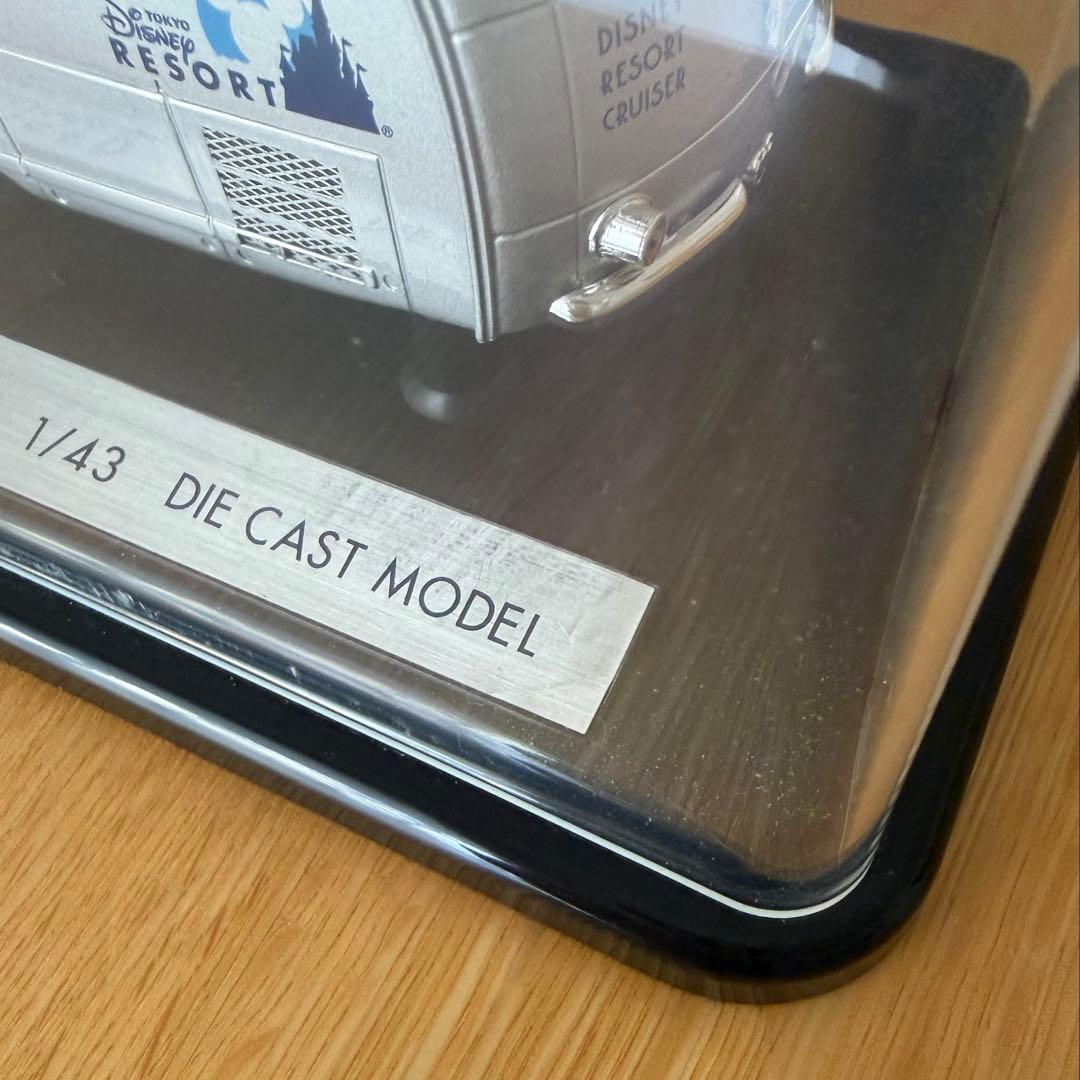 © TOKYO
Disney
RESORT
®
DISNEY
RESORT
CRUISER
1/43 DIE CAST MODEL